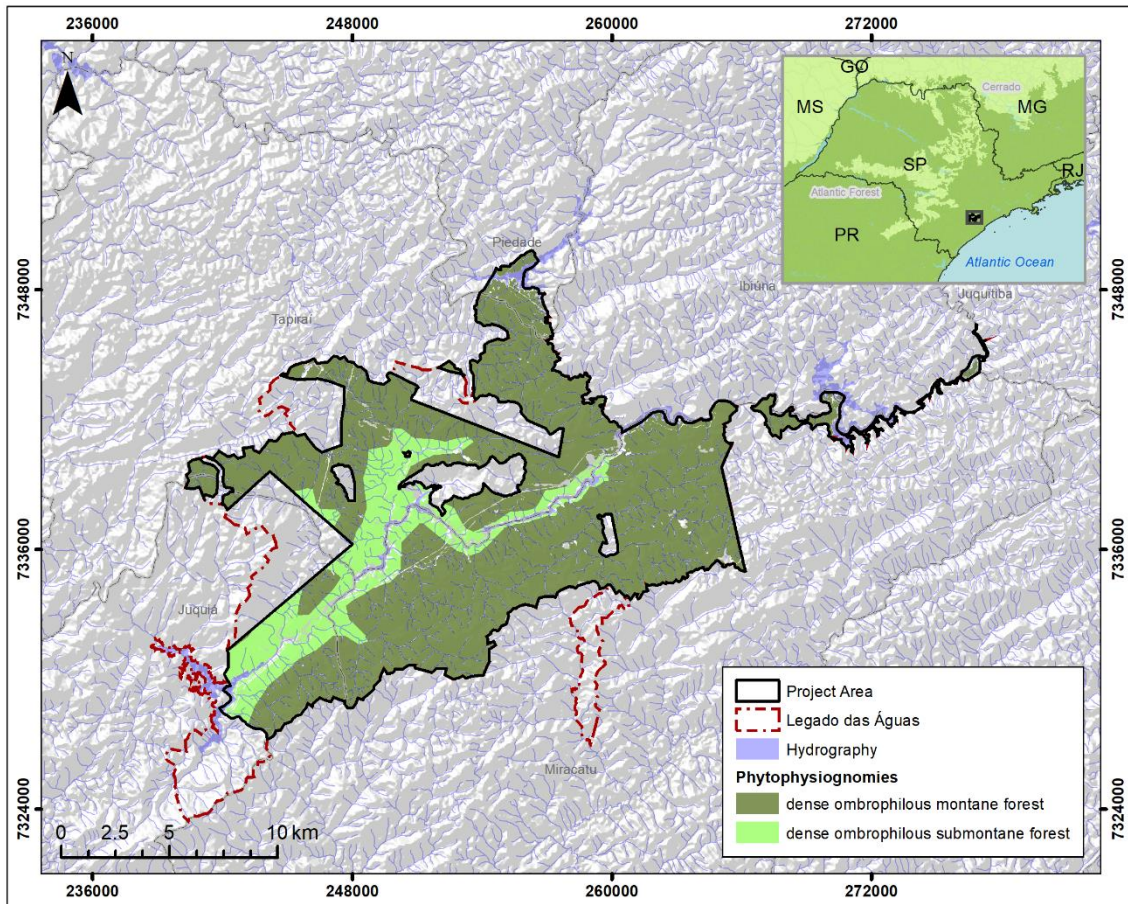 236000 248000 260000 272000
N
GO
Cerrado
MS
MG
SP
RJ
Atlantic Forest
PR
Atlantic Ocean
Piedade
7348000
7348000
Ibiúna
Juquitiba
Tapiraí
7336000
7336000
Juquiá
Project Area
Legado das Águas
Hydrography
Miracatu
Phytophysiognomies
7324000
dense ombrophilous montane forest
7324000
0 2.5 5 10 km
dense ombrophilous submontane forest
236000 248000 260000 272000